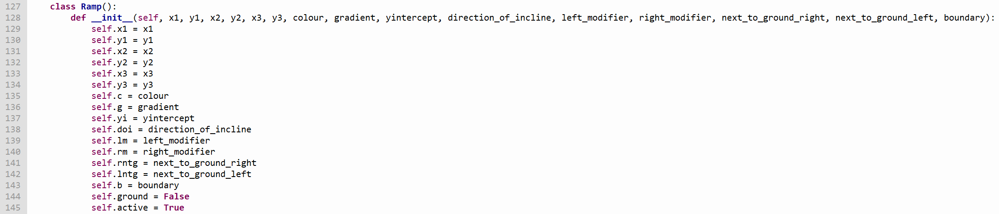 127 class Ramp():
128 def __init__(self, x1, y1, x2, y2, x3, y3, colour, gradient, yintercept, direction_of_incline, left_modifier, right_modifier, next_to_ground_right, next_to_ground_left, boundary):
129 self.x1 = x1
130 self.y1 = y1
131 self.x2 = x2
132 self.y2 = y2
133 self.x3 = x3
134 self.y3 = y3
135 self.c = colour
136 self.g = gradient
137 self.yi = yintercept
138 self.doi = direction_of_incline
139 self.lm = left_modifier
140 self.rm = right_modifier
141 self.rntg = next_to_ground_right
142 self.lntg = next_to_ground_left
143 self.b = boundary
144 self.ground = False
145 self.active = True